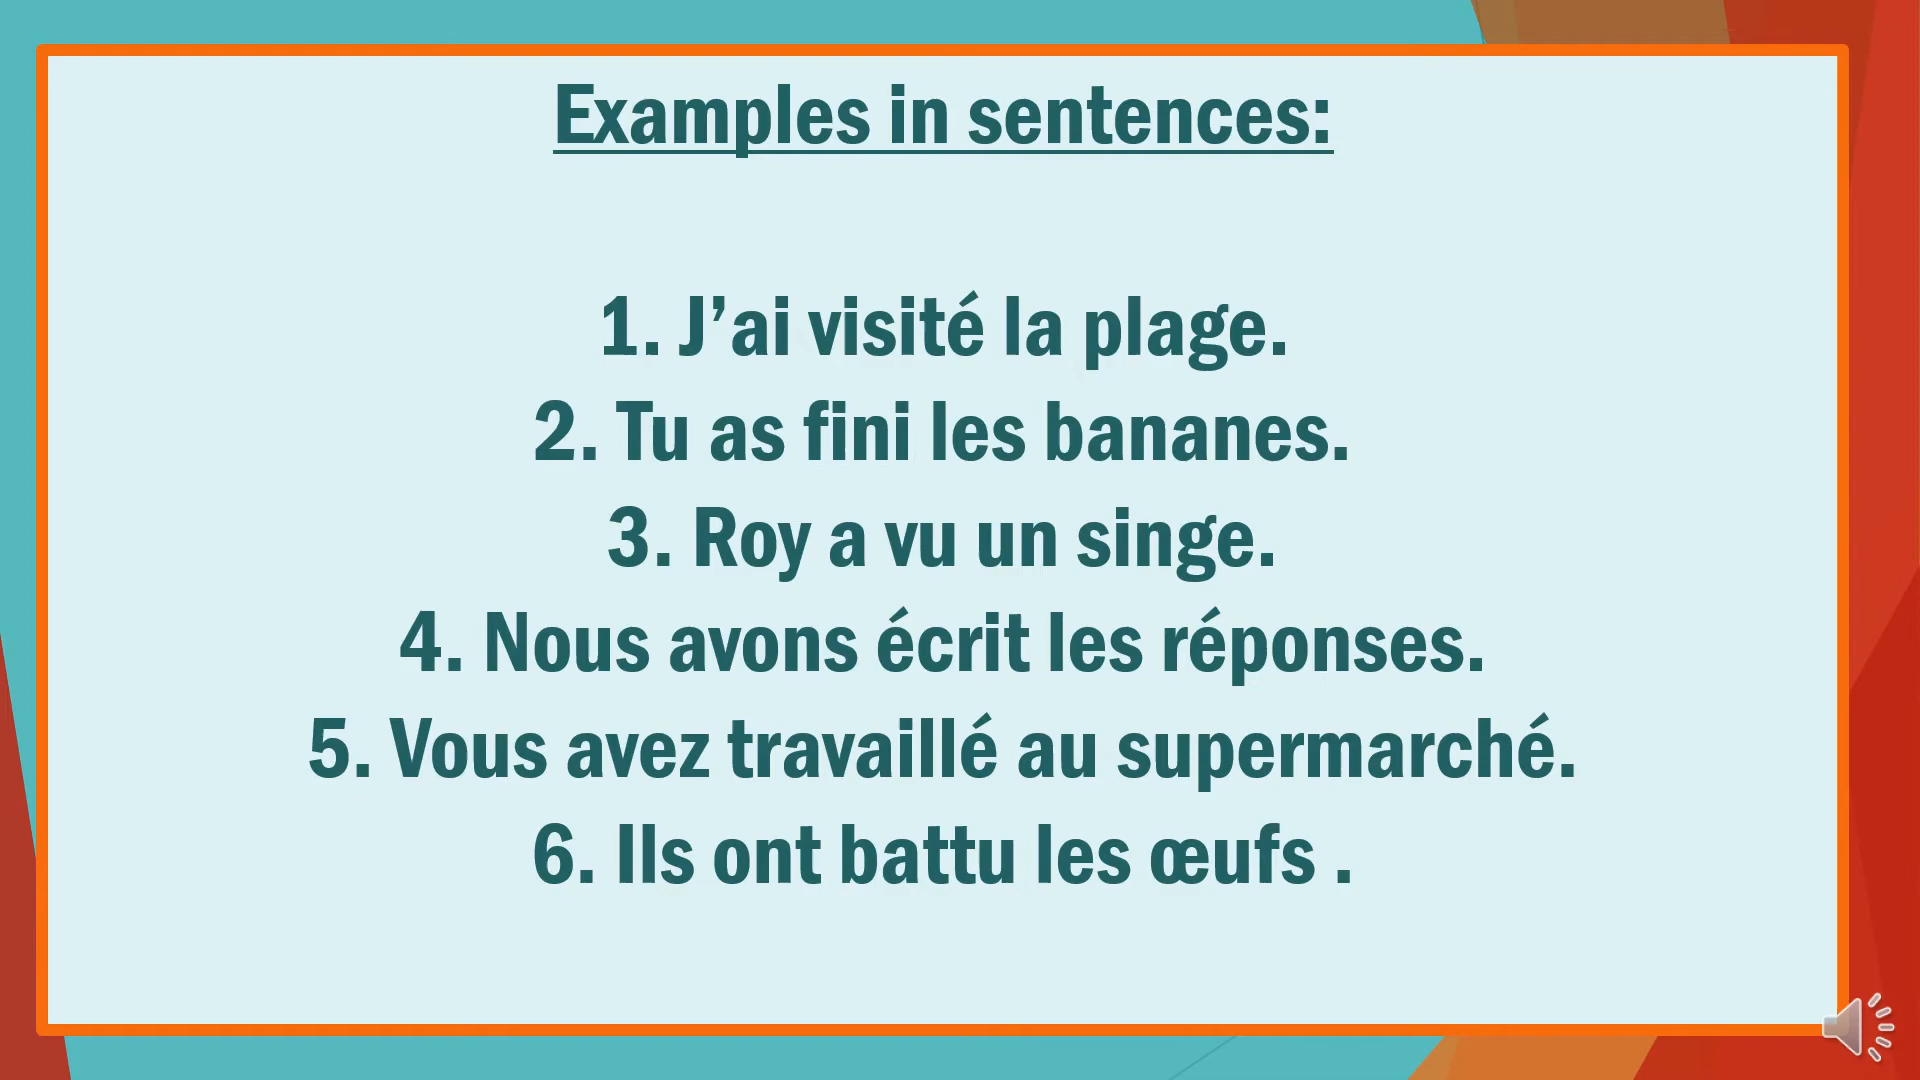 Examples in sentences:
1. J’ai visité la plage.
2. Tu as fini les bananes.
3. Roy a vu un singe.
4. Nous avons écrit les réponses.
5. Vous avez travaillé au supermarché.
6. Ils ont battu les œufs .